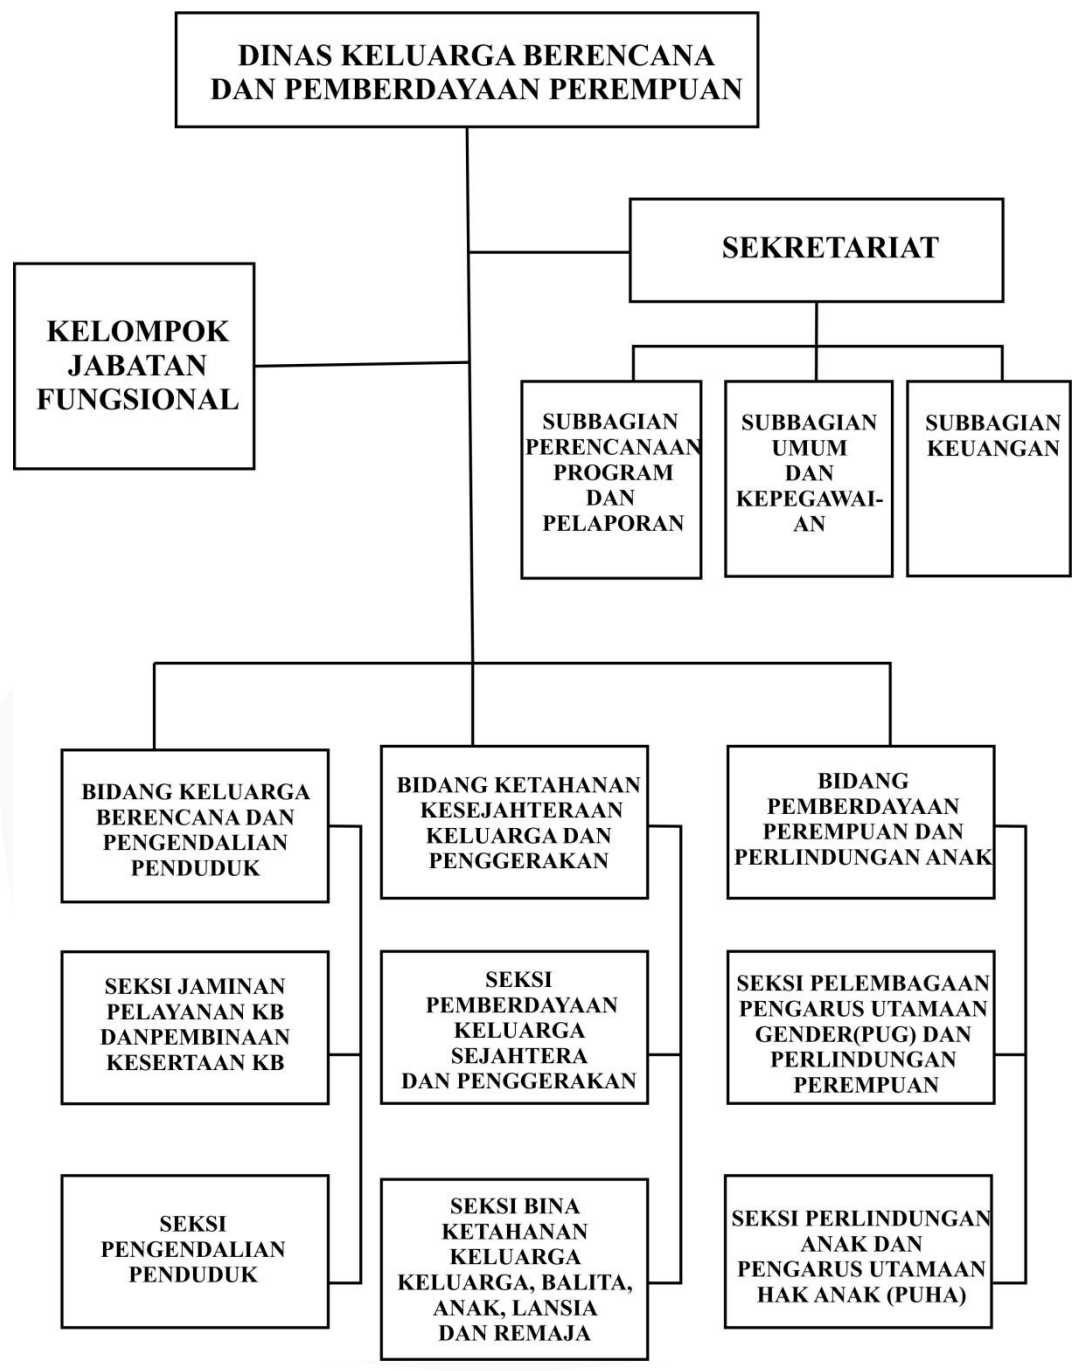 DINAS KELUARGA BERENCANA
DAN PEMBERDAYAAN PEREMPUAN
SEKRETARIAT
KELOMPOK
JABATAN
FUNGSIONAL
SUBBAGIAN
PERENCANAAN
PROGRAM
DAN
PELAPORAN
SUBBAGIAN
UMUM
DAN
KEPEGAWAI-
AN
SUBBAGIAN
KEUANGAN
BIDANG KELUARGA
BERENCANA DAN
PENGENDALIAN
PENDUDUK
BIDANG KETAHANAN
KESEJAHTERAAN
KELUARGA DAN
PENGGERAKAN
BIDANG
PEMBERDAYAAN
PEREMPUAN DAN
PERLINDUNGAN ANAK
SEKSI JAMINAN
PELAYANAN KB
DANPEMBINAAN
KESERTAAN KB
SEKSI
PEMBERDAYAAN
KELUARGA
SEJAHTERA
DAN PENGGERAKAN
SEKSI PELEMBAGAAN
PENGARUS UTAMAAN
GENDER(PUG) DAN
PERLINDUNGAN
PEREMPUAN
SEKSI
PENGENDALIAN
PENDUDUK
SEKSI BINA
KETAHANAN
KELUARGA
KELUARGA, BALITA,
ANAK, LANSIA
DAN REMAJA
SEKSI PERLINDUNGAN
ANAK DAN
PENGARUS UTAMAAN
HAK ANAK (PUHA)